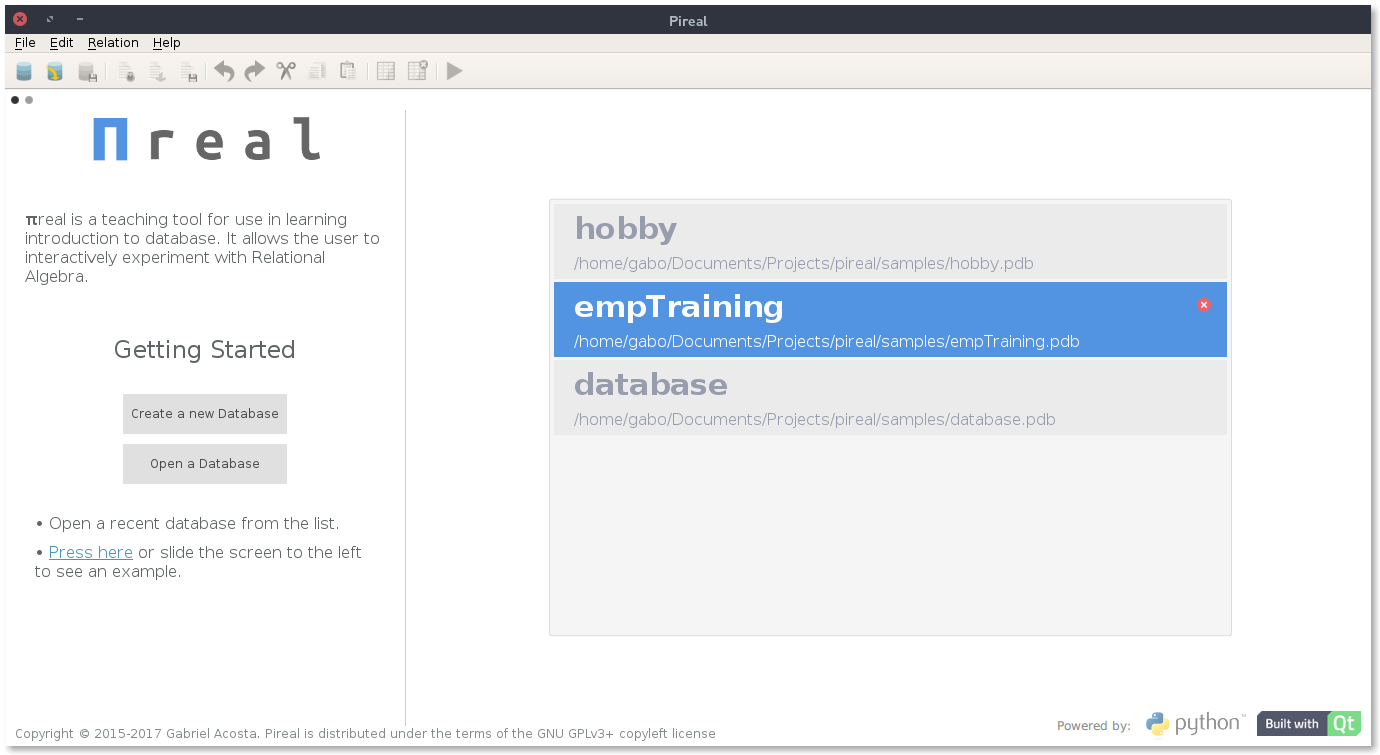 Pireal
File Edit Relation Help
πreal
πreal is a teaching tool for use in learning
introduction to database. It allows the user to
interactively experiment with Relational
Algebra.
Getting Started
Create a new Database
Open a Database
• Open a recent database from the list.
• Press here or slide the screen to the left
to see an example.
hobby
/home/gabo/Documents/Projects/pireal/samples/hobby.pdb
empTraining
/home/gabo/Documents/Projects/pireal/samples/empTraining.pdb
database
/home/gabo/Documents/Projects/pireal/samples/database.pdb
Copyright © 2015-2017 Gabriel Acosta. Pireal is distributed under the terms of the GNU GPLv3+ copyleft license
Powered by: python™ Built with Qt